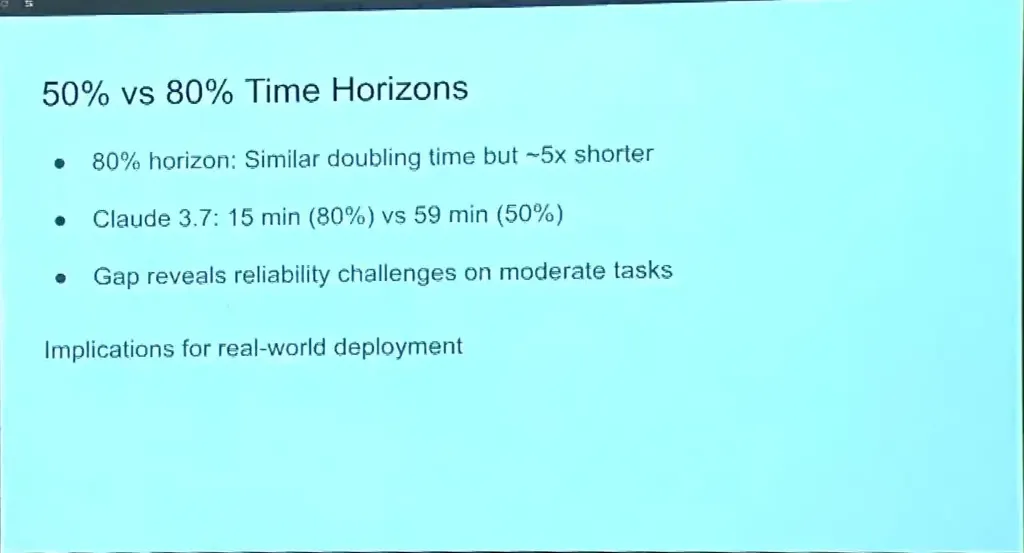 50% vs 80% Time Horizons
● 80% horizon: Similar doubling time but ~5x shorter
● Claude 3.7: 15 min (80%) vs 59 min (50%)
● Gap reveals reliability challenges on moderate tasks
Implications for real-world deployment